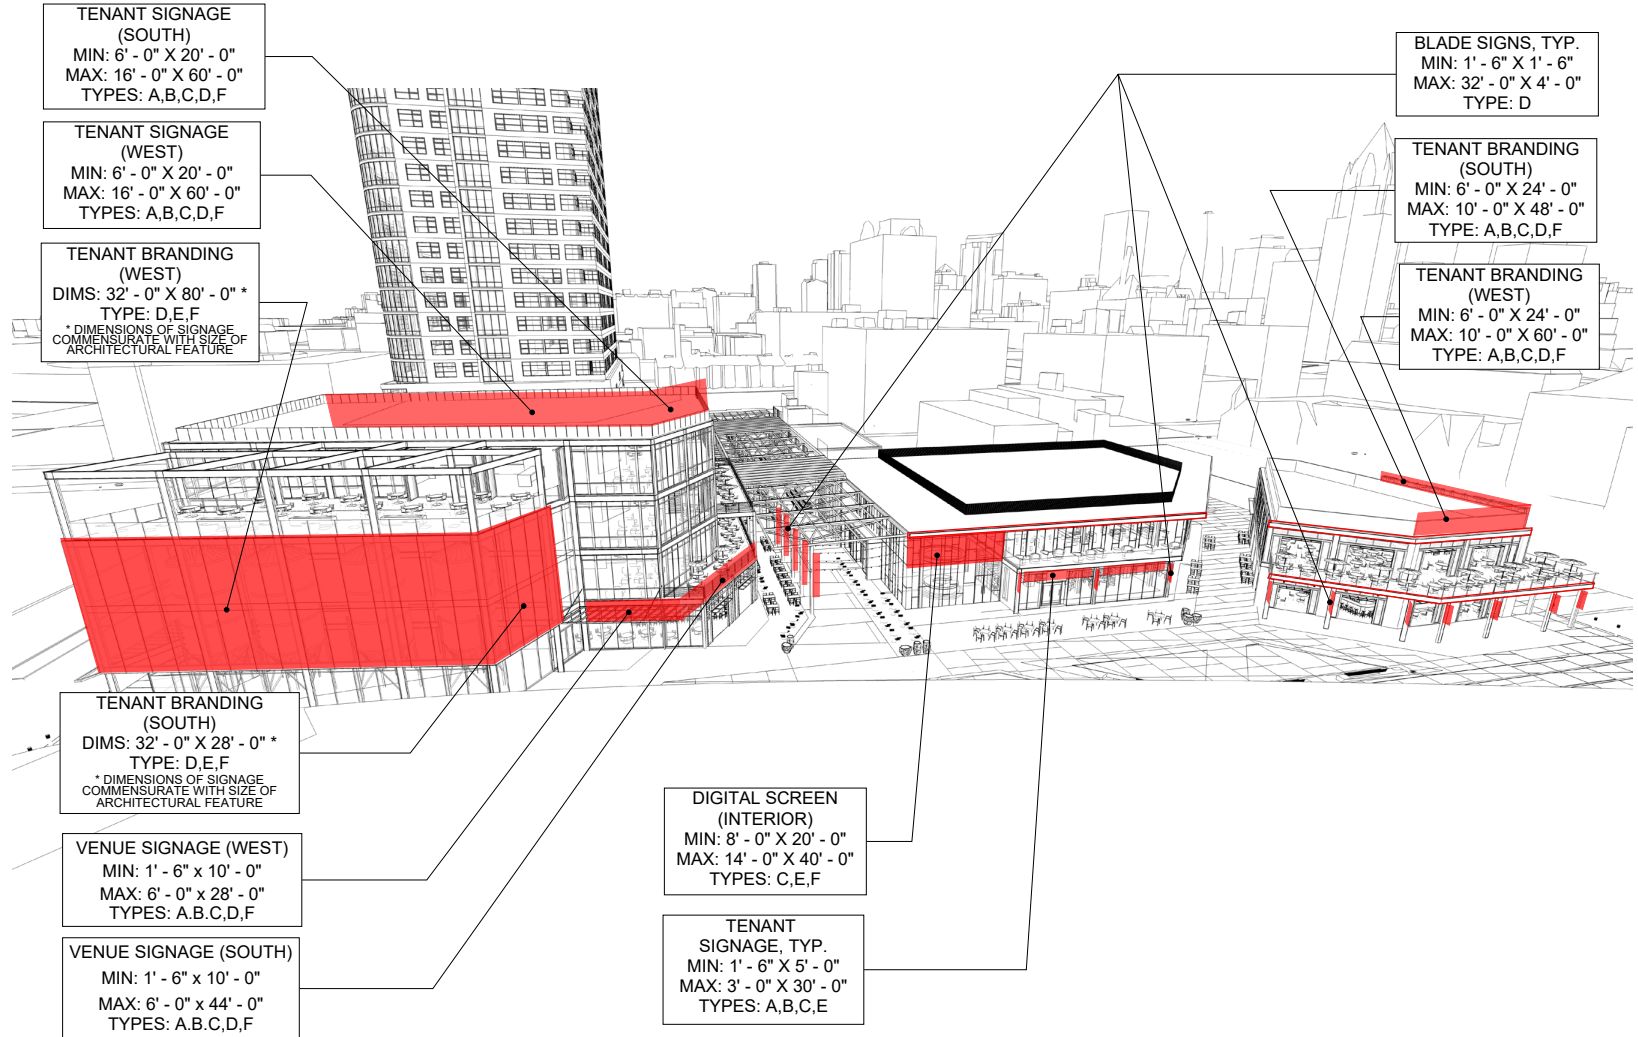 TENANT SIGNAGE
(SOUTH)
MIN: 6' - 0" X 20' - 0"
MAX: 16' - 0" X 60' - 0"
TYPES: A,B,C,D,F
TENANT SIGNAGE
(WEST)
MIN: 6' - 0" X 20' - 0"
MAX: 16' - 0" X 60' - 0"
TYPES: A,B,C,D,F
TENANT BRANDING
(WEST)
DIMS: 32' - 0" X 80' - 0" *
TYPE: D,E,F
* DIMENSIONS OF SIGNAGE
COMMENSURATE WITH SIZE OF
ARCHITECTURAL FEATURE
TENANT BRANDING
(SOUTH)
DIMS: 32' - 0" X 28' - 0" *
TYPE: D,E,F
* DIMENSIONS OF SIGNAGE
COMMENSURATE WITH SIZE OF
ARCHITECTURAL FEATURE
VENUE SIGNAGE (WEST)
MIN: 1' - 6" x 10' - 0"
MAX: 6' - 0" x 28' - 0"
TYPES: A.B.C,D,F
VENUE SIGNAGE (SOUTH)
MIN: 1' - 6" x 10' - 0"
MAX: 6' - 0" x 44' - 0"
TYPES: A.B.C,D,F
DIGITAL SCREEN
(INTERIOR)
MIN: 8' - 0" X 20' - 0"
MAX: 14' - 0" X 40' - 0"
TYPES: C,E,F
TENANT
SIGNAGE, TYP.
MIN: 1' - 6" X 5' - 0"
MAX: 3' - 0" X 30' - 0"
TYPES: A,B,C,E
BLADE SIGNS, TYP.
MIN: 1' - 6" X 1' - 6"
MAX: 32' - 0" X 4' - 0"
TYPE: D
TENANT BRANDING
(SOUTH)
MIN: 6' - 0" X 24' - 0"
MAX: 10' - 0" X 48' - 0"
TYPE: A,B,C,D,F
TENANT BRANDING
(WEST)
MIN: 6' - 0" X 24' - 0"
MAX: 10' - 0" X 60' - 0"
TYPE: A,B,C,D,F